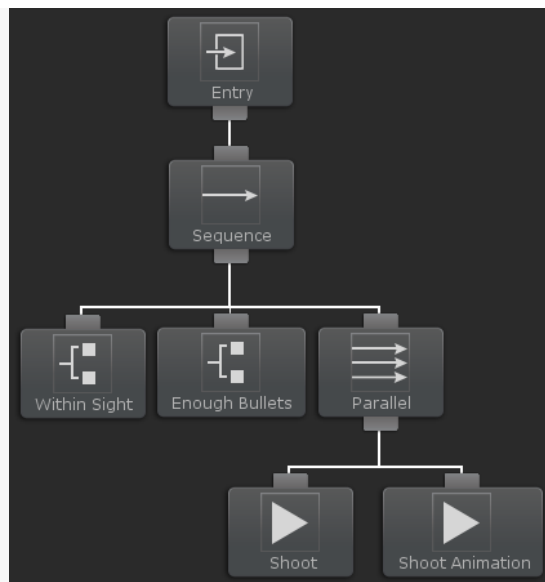 Entry
Sequence
Within Sight
Enough Bullets
Parallel
Shoot
Shoot Animation